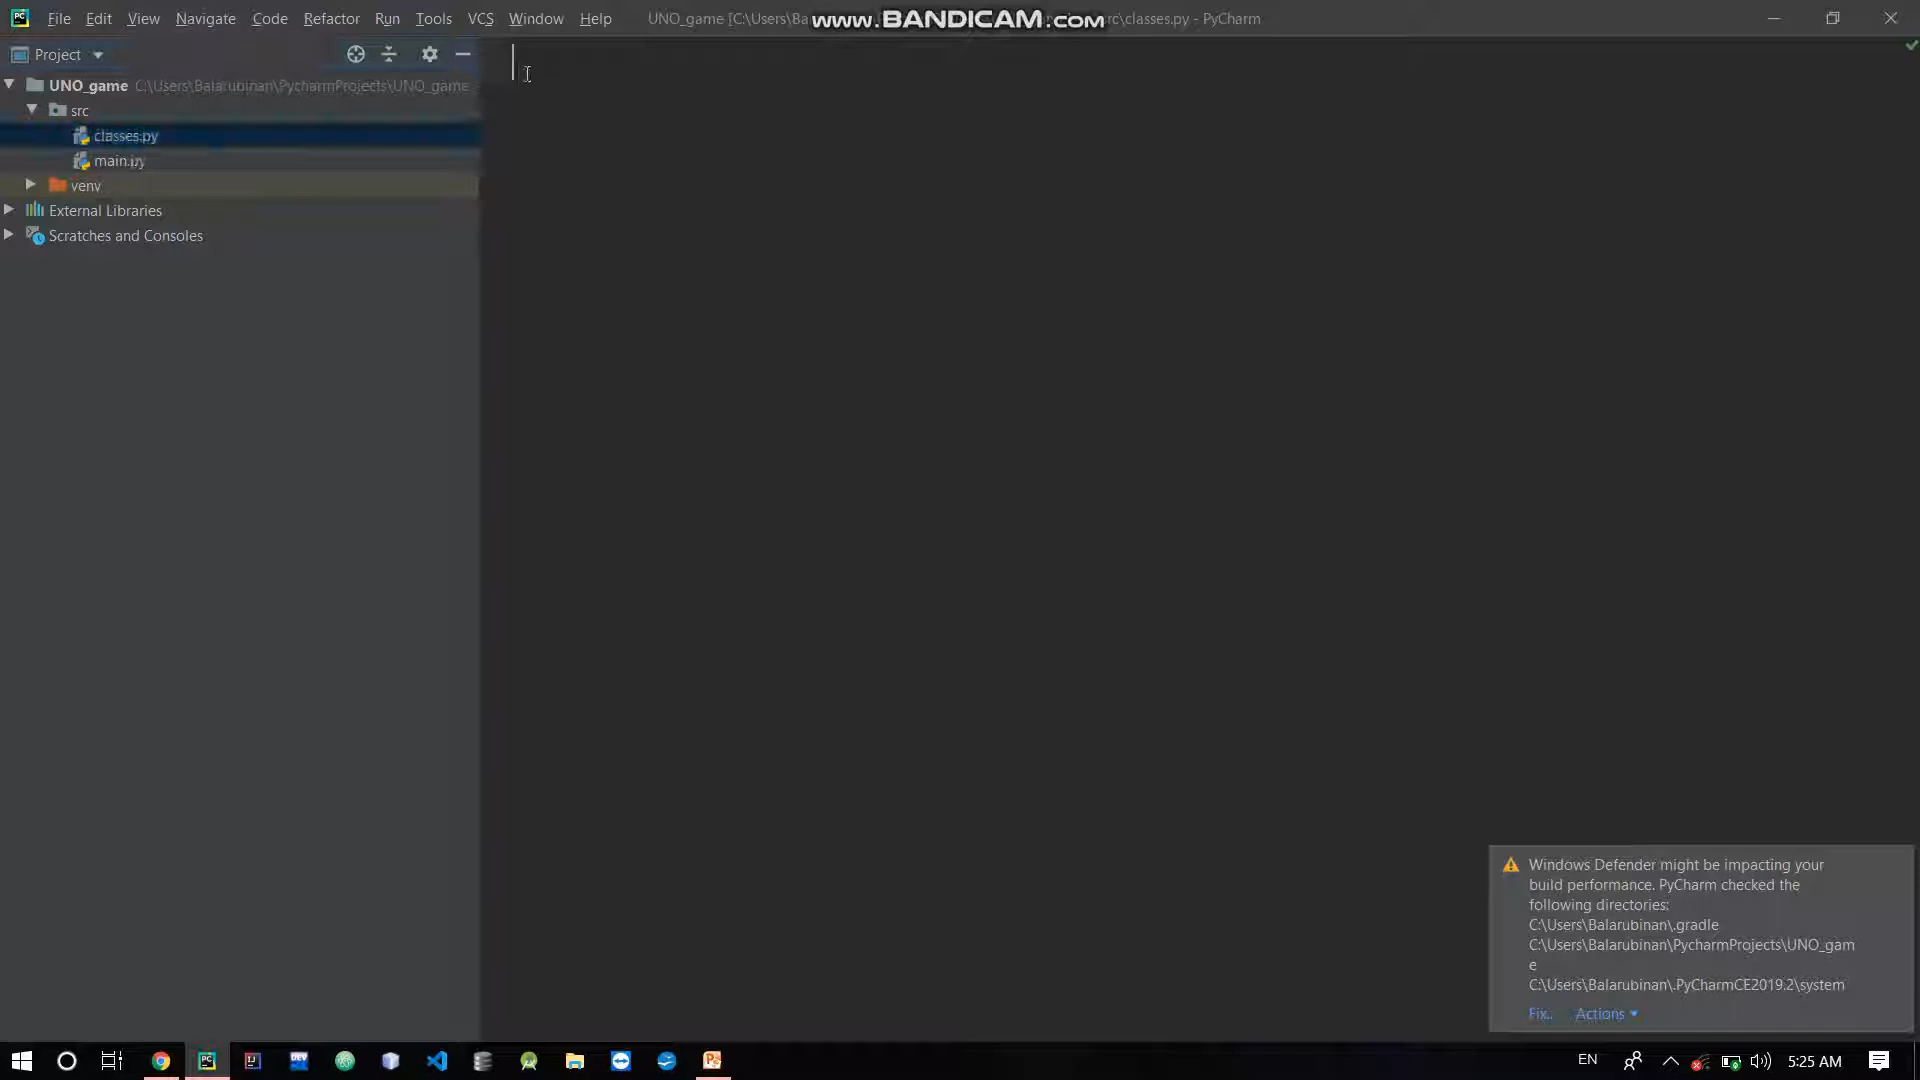 File Edit View Navigate Code Refactor Run Tools VCS Window Help UNO_game [C:\Users\Ba www.BANDICAM.com rc\classes.py - PyCharm
Project
UNO_game C:\Users\Balarubinan\PycharmProjects\UNO_game
src
classes.py
main.py
venv
External Libraries
Scratches and Consoles
Windows Defender might be impacting your
build performance. PyCharm checked the
following directories:
C:\Users\Balarubinan\.gradle
C:\Users\Balarubinan\PycharmProjects\UNO_gam
e
C:\Users\Balarubinan\.PyCharmCE2019.2\system
Fix... Actions
EN 5:25 AM